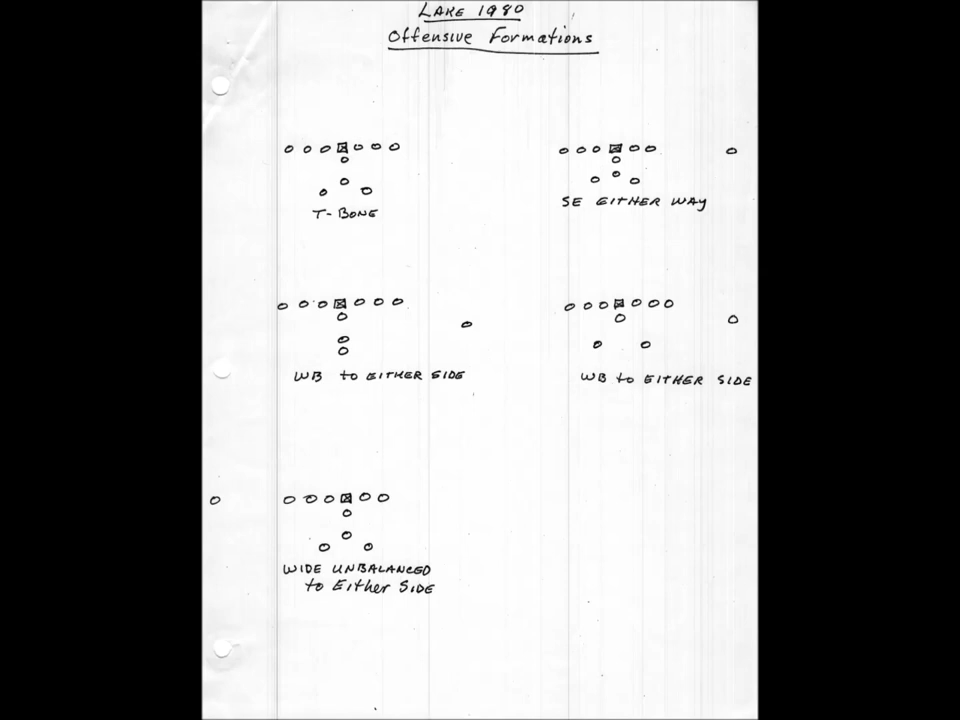 LAKE 1980
Offensive Formations
T-BONE
SE EITHER WAY
WB to EITHER SIDE
WB to EITHER SIDE
WIDE UNBALANCED
to Either SIDE